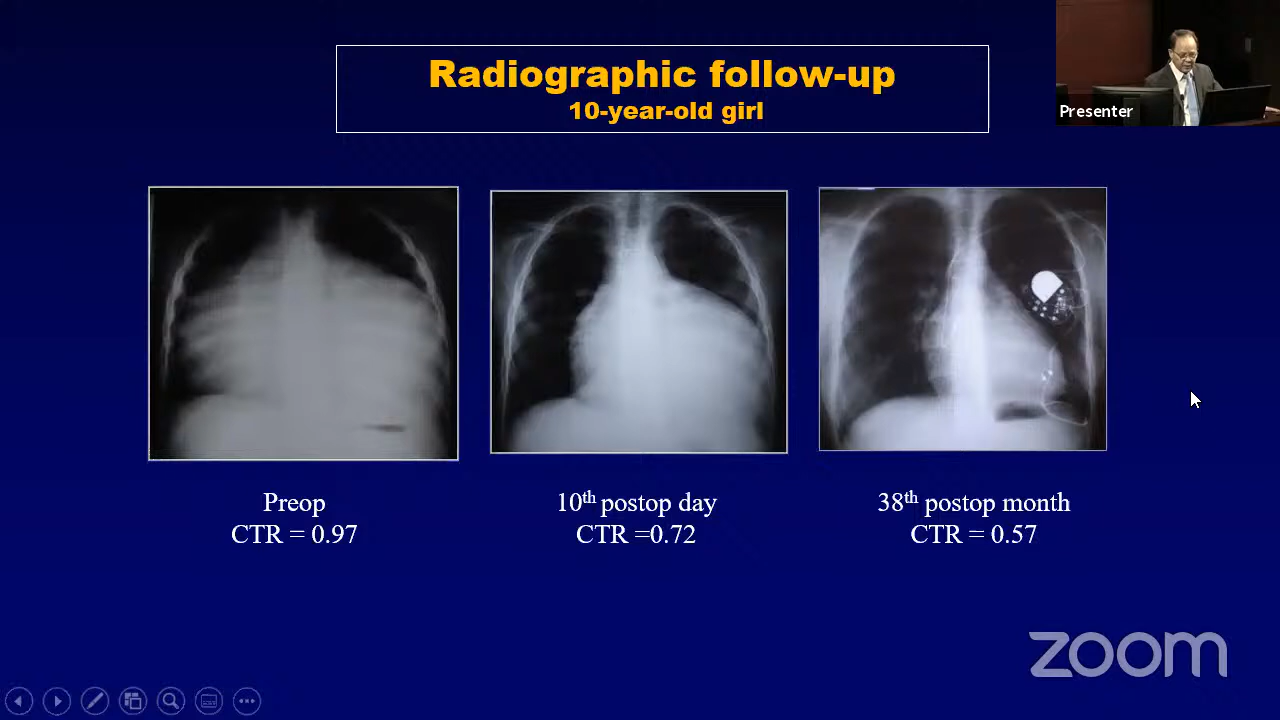 Radiographic follow-up
10-year-old girl
Presenter
Preop
CTR = 0.97
10th postop day
CTR =0.72
38th postop month
CTR = 0.57
zoom